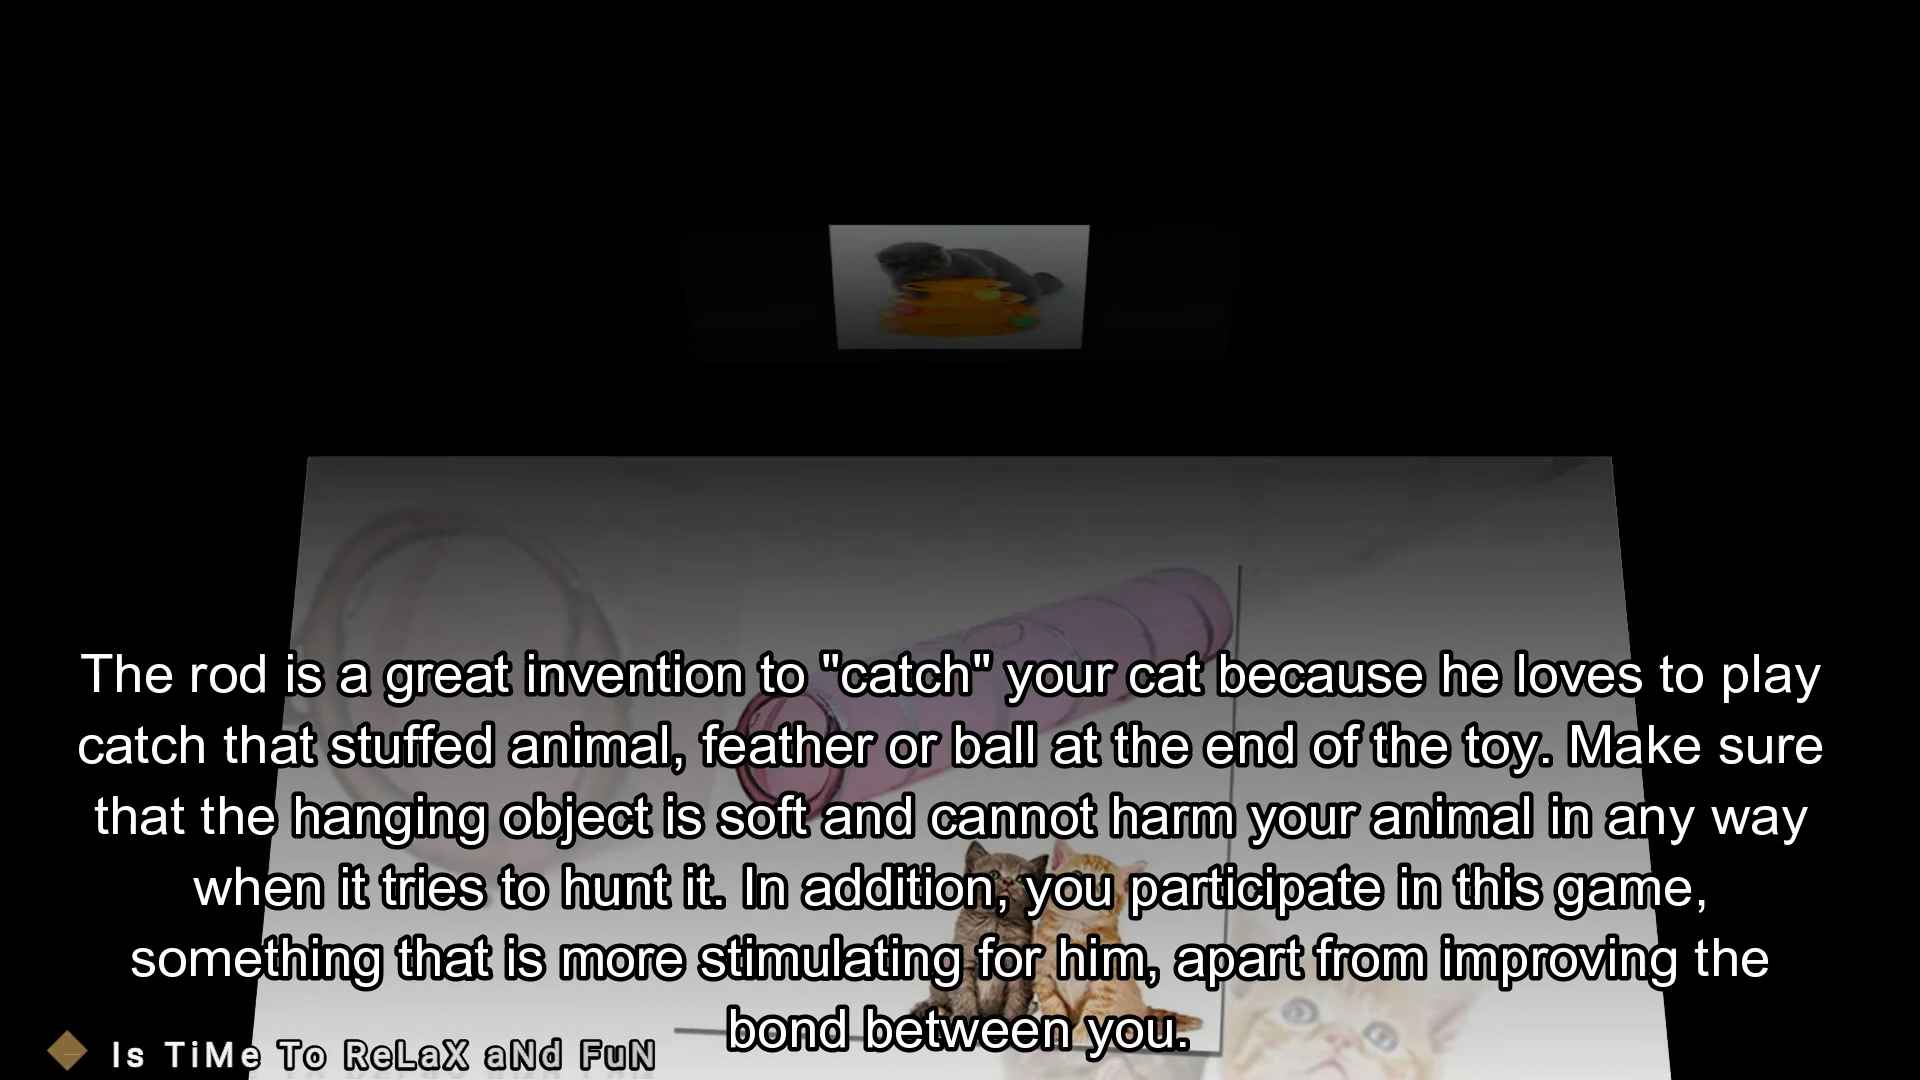 The rod is a great invention to "catch" your cat because he loves to play
catch that stuffed animal, feather or ball at the end of the toy. Make sure
that the hanging object is soft and cannot harm your animal in any way
when it tries to hunt it. In addition, you participate in this game,
something that is more stimulating for him, apart from improving the
bond between you.
Is TiMe To ReLaX aNd FuN